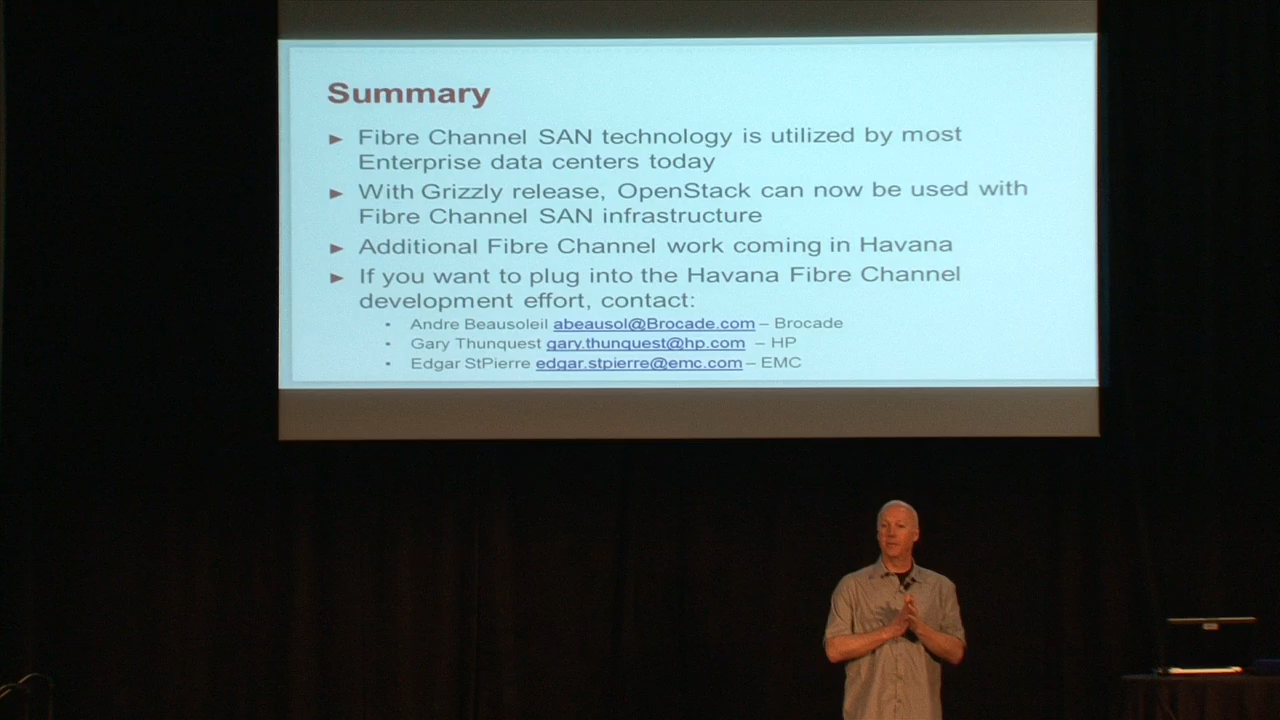 Summary
► Fibre Channel SAN technology is utilized by most
Enterprise data centers today
► With Grizzly release, OpenStack can now be used with
Fibre Channel SAN infrastructure
► Additional Fibre Channel work coming in Havana
► If you want to plug into the Havana Fibre Channel
development effort, contact:
• Andre Beausoleil abeausol@Brocade.com – Brocade
• Gary Thunquest gary.thunquest@hp.com – HP
• Edgar StPierre edgar.stpierre@emc.com – EMC